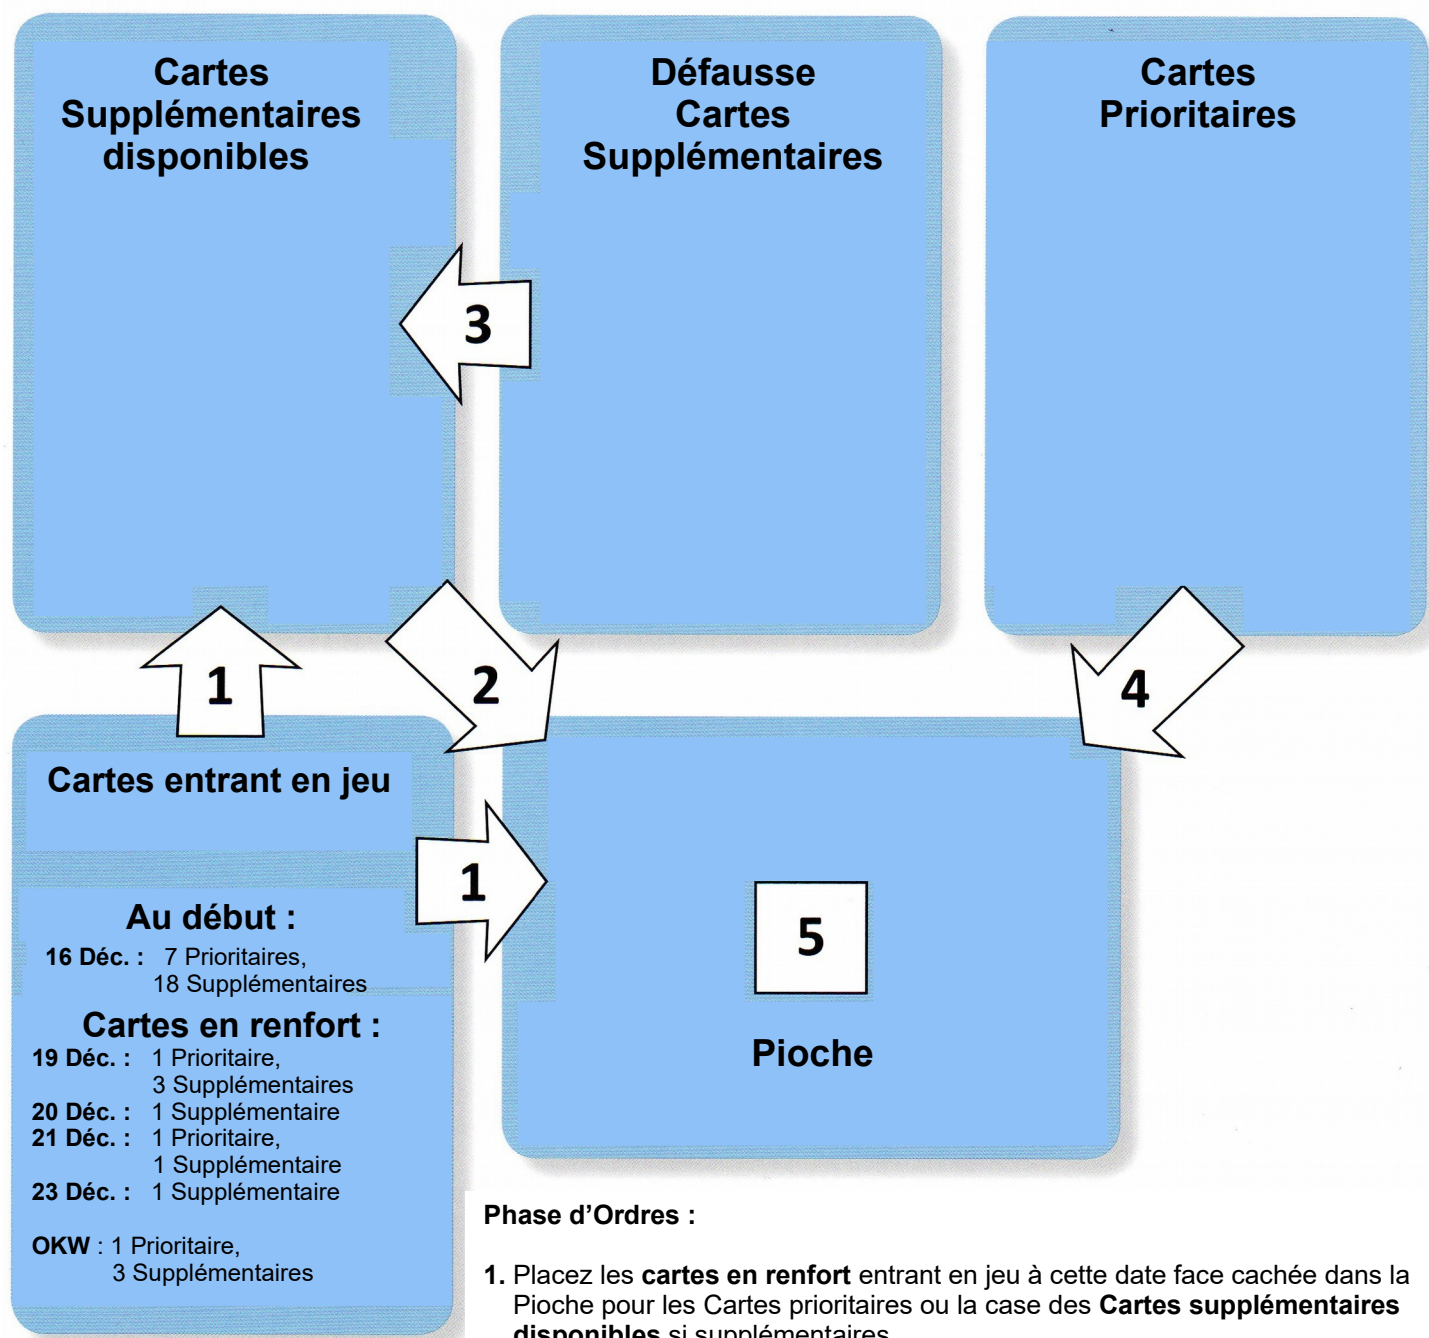 Cartes
Supplémentaires
disponibles
Défausse
Cartes
Supplémentaires
Cartes
Prioritaires
3
1
2
4
Cartes entrant en jeu
1
Au début :
16 Déc. : 7 Prioritaires,
18 Supplémentaires
Cartes en renfort :
19 Déc. : 1 Prioritaire,
3 Supplémentaires
20 Déc. : 1 Supplémentaire
21 Déc. : 1 Prioritaire,
1 Supplémentaire
23 Déc. : 1 Supplémentaire
OKW : 1 Prioritaire,
3 Supplémentaires
5
Pioche
Phase d’Ordres :
1. Placez les cartes en renfort entrant en jeu à cette date face cachée dans la
Pioche pour les Cartes prioritaires ou la case des Cartes supplémentaires
disponibles si supplémentaires